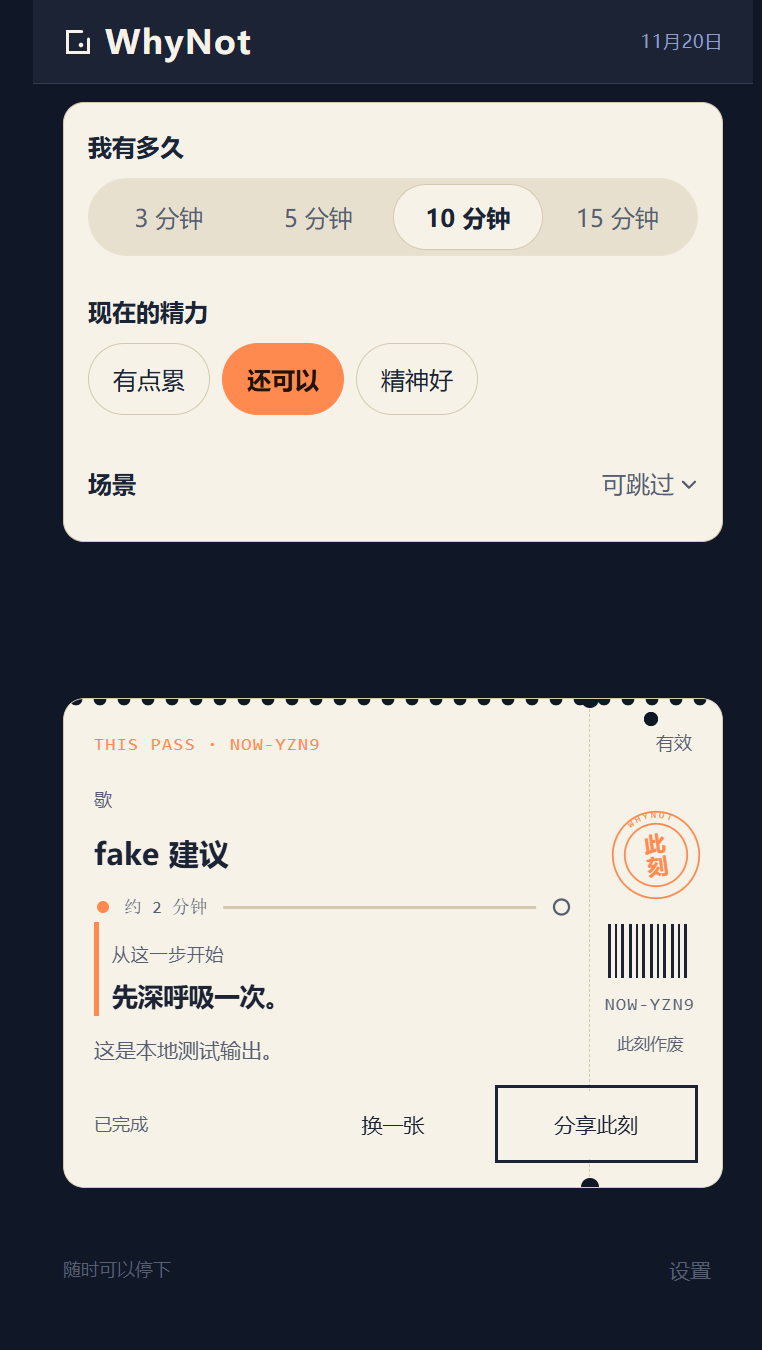 WhyNot
11月20日
我有多久
3 分钟
5 分钟
10 分钟
15 分钟
现在的精力
有点累
还可以
精神好
场景
可跳过
THIS PASS · NOW-YZN9
有效
歇
fake 建议
WHYNOT
此
刻
约 2 分钟
从这一步开始
先深呼吸一次。
NOW-YZN9
此刻作废
这是本地测试输出。
已完成
换一张
分享此刻
随时可以停下
设置